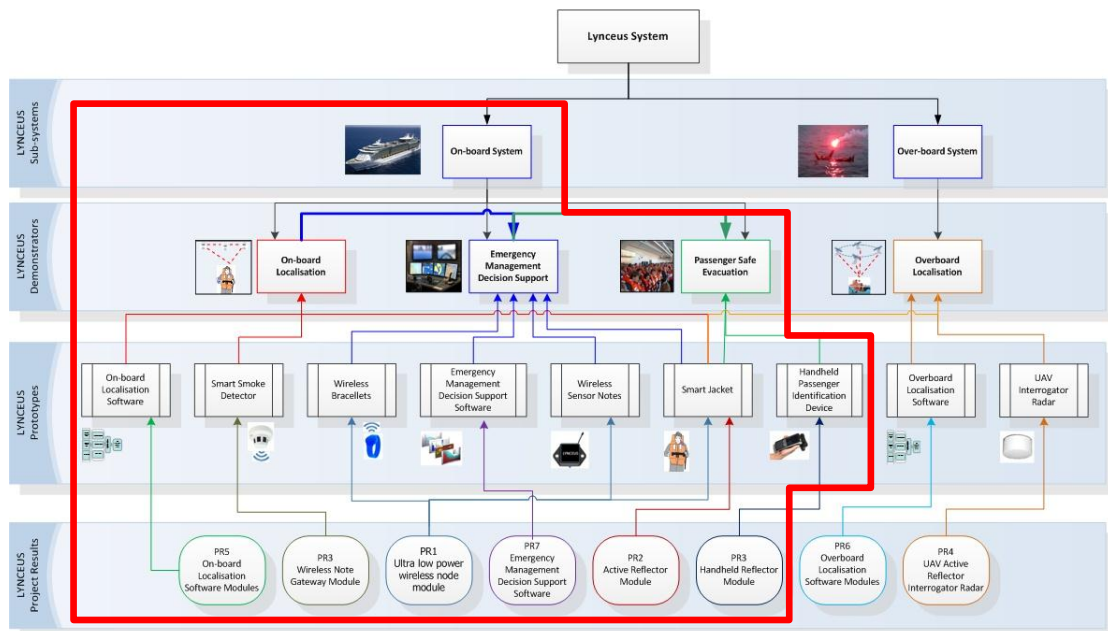 Lynceus System
LYNCEUS
Sub-systems
On-board System
Over-board System
LYNCEUS
Demonstrators
On-board
Localisation
Emergency
Management
Decision Support
Passenger Safe
Evacuation
Overboard
Localisation
LYNCEUS
Prototypes
On-board
Localisation
Software
Smart Smoke
Detector
Wireless
Bracellets
Emergency
Management
Decision Support
Software
Wireless
Sensor Notes
Smart Jacket
Handheld
Passenger
Identification
Device
Overboard
Localisation
Software
UAV
Interrogator
Radar
LYNCEUS
LYNCEUS
Project Results
PR5
On-board
Localisation
Software Modules
PR3
Wireless Note
Gateway Module
PR1
Ultra low power
wireless node
module
PR7
Emergency
Management
Decision Support
Software
PR2
Active Reflector
Module
PR3
Handheld Reflector
Module
PR6
Overboard
Localisation
Software Modules
PR4
UAV Active
Reflector
Interrogator Radar